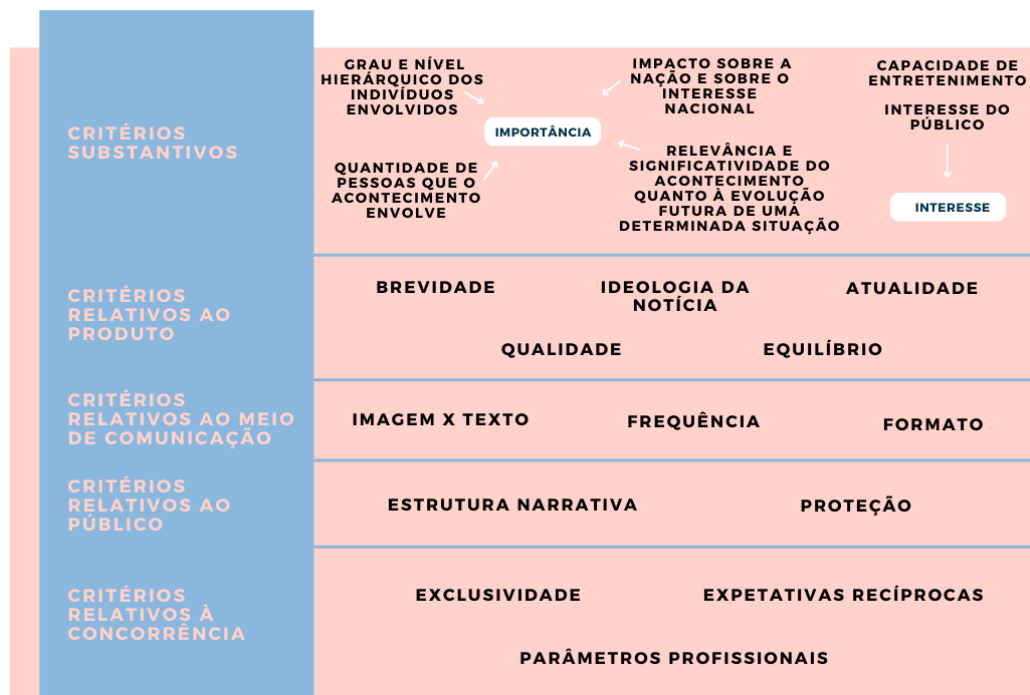 CRITÉRIOS
SUBSTANTIVOS
GRAU E NÍVEL
HIERÁRQUICO DOS
INDIVÍDUOS
ENVOLVIDOS
IMPACTO SOBRE A
NAÇÃO E SOBRE O
INTERESSE
NACIONAL
IMPORTÂNCIA
QUANTIDADE DE
PESSOAS QUE O
ACONTECIMENTO
ENVOLVE
RELEVÂNCIA E
SIGNIFICATIVIDADE DO
ACONTECIMENTO
QUANTO À EVOLUÇÃO
FUTURA DE UMA
DETERMINADA SITUAÇÃO
CAPACIDADE DE
ENTRETENIMENTO
INTERESSE DO
PÚBLICO
INTERESSE
CRITÉRIOS
RELATIVOS AO
PRODUTO
BREVIDADE
IDEOLOGIA DA
NOTÍCIA
ATUALIDADE
QUALIDADE
EQUILÍBRIO
CRITÉRIOS
RELATIVOS AO MEIO
DE COMUNICAÇÃO
IMAGEM X TEXTO
FREQUÊNCIA
FORMATO
CRITÉRIOS
RELATIVOS AO
PÚBLICO
ESTRUTURA NARRATIVA
PROTEÇÃO
CRITÉRIOS
RELATIVOS À
CONCORRÊNCIA
EXCLUSIVIDADE
EXPETATIVAS RECÍPROCAS
PARÂMETROS PROFISSIONAIS